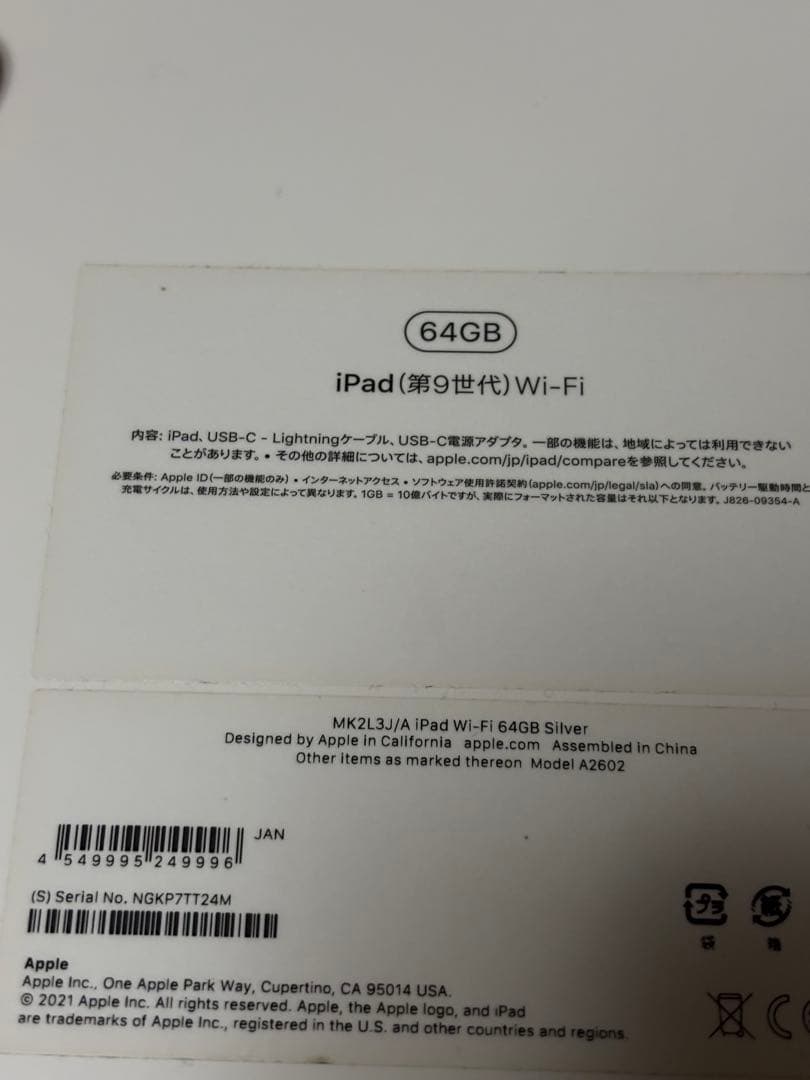 64GB
iPad（第9世代）Wi-Fi
内容: iPad、USB-C - Lightningケーブル、USB-C電源アダプタ。一部の機能は、地域によっては利用できない
ことがあります。• その他の詳細については、apple.com/jp/ipad/compareを参照してください。
必要条件: Apple ID（一部の機能のみ）• インターネットアクセス • ソフトウェア使用許諾契約（apple.com/jp/legal/sla）への同意。バッテリー駆動時間と
充電サイクルは、使用方法や設定によって異なります。1GB = 10億バイトですが、実際にフォーマットされた容量はそれ以下となります。J826-09354-A
MK2L3J/A iPad Wi-Fi 64GB Silver
Designed by Apple in California apple.com Assembled in China
Other items as marked thereon Model A2602
JAN
4 549995 249996
(S) Serial No. NGKP7TT24M
プラ
紙
袋
箱
Apple
Apple Inc., One Apple Park Way, Cupertino, CA 95014 USA.
© 2021 Apple Inc. All rights reserved. Apple, the Apple logo, and iPad
are trademarks of Apple Inc., registered in the U.S. and other countries and regions.